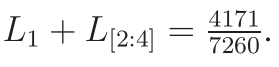 $L_1 + L_{[2:4]} = \frac{4171}{7260}.$